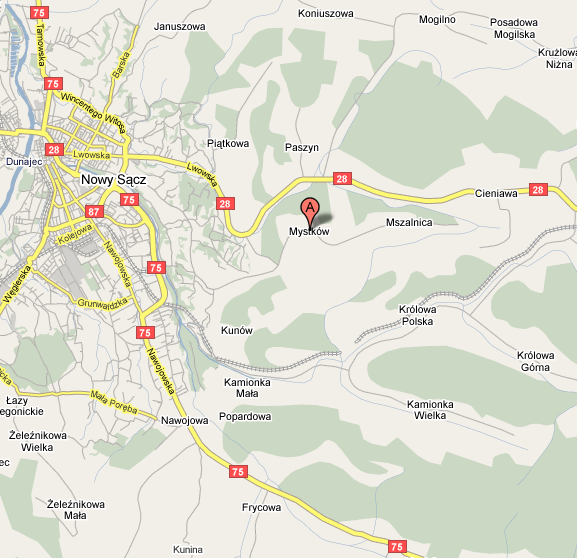 75
Koniuszowa
Januszowa
Mogilno
Posadowa
Mogilska
Tarnowska
Barska
Krużlowa
Niżna
75
Wincentego Witosa
Piątkowa
Paszyn
28
Lwowska
Dunajec
Lwowska
Nowy Sącz
28
Cieniawa
28
75
28
87
A
Mszalnica
Mystków
Kolejowa
Nawojowska
75
Węgierska
Grunwaldzka
Królowa
Polska
75
Kunów
Nawojowska
Królowa
Górna
Kamionka
Mała
icka
Mała Poręba
Łazy
egonickie
Kamionka
Wielka
Popardowa
Nawojowa
Żeleźnikowa
Wielka
ec
75
Żeleźnikowa
Mała
Frycowa
Kunina
75